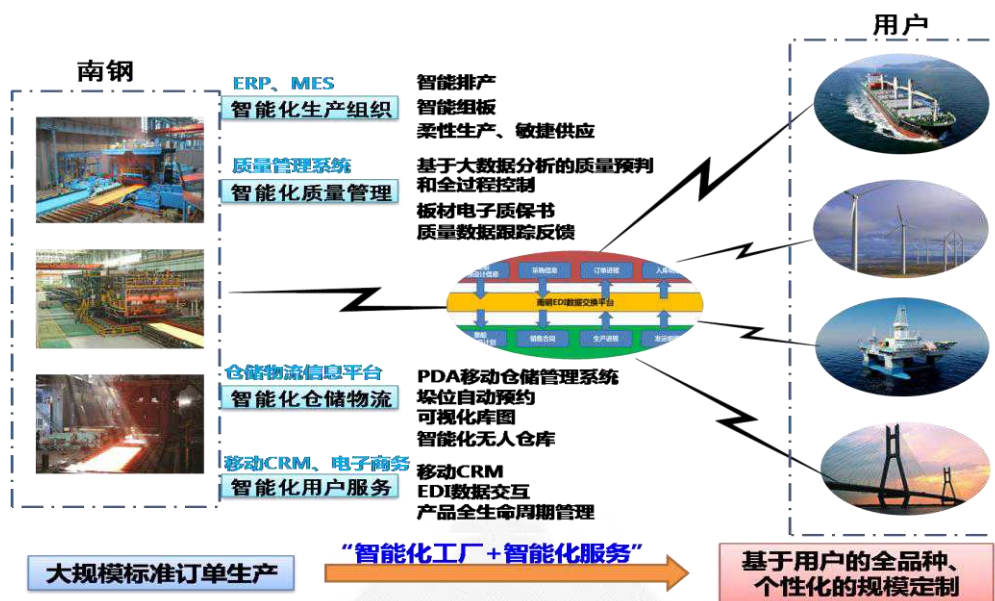 用户
南钢
ERP、MES
智能化生产组织
智能排产
智能组板
柔性生产、敏捷供应
质量管理系统
智能化质量管理
基于大数据分析的质量预判
和全过程控制
板材电子质保书
质量数据跟踪反馈
采购信息
订单进程
南钢EDI数据交换平台
销售合同
生产进程
仓储物流信息平台
智能化仓储物流
PDA移动仓储管理系统
垛位自动预约
可视化库图
智能化无人仓库
移动CRM、电子商务
智能化用户服务
移动CRM
EDI数据交互
产品全生命周期管理
大规模标准订单生产
“智能化工厂+智能化服务”
基于用户的全品种、
个性化的规模定制